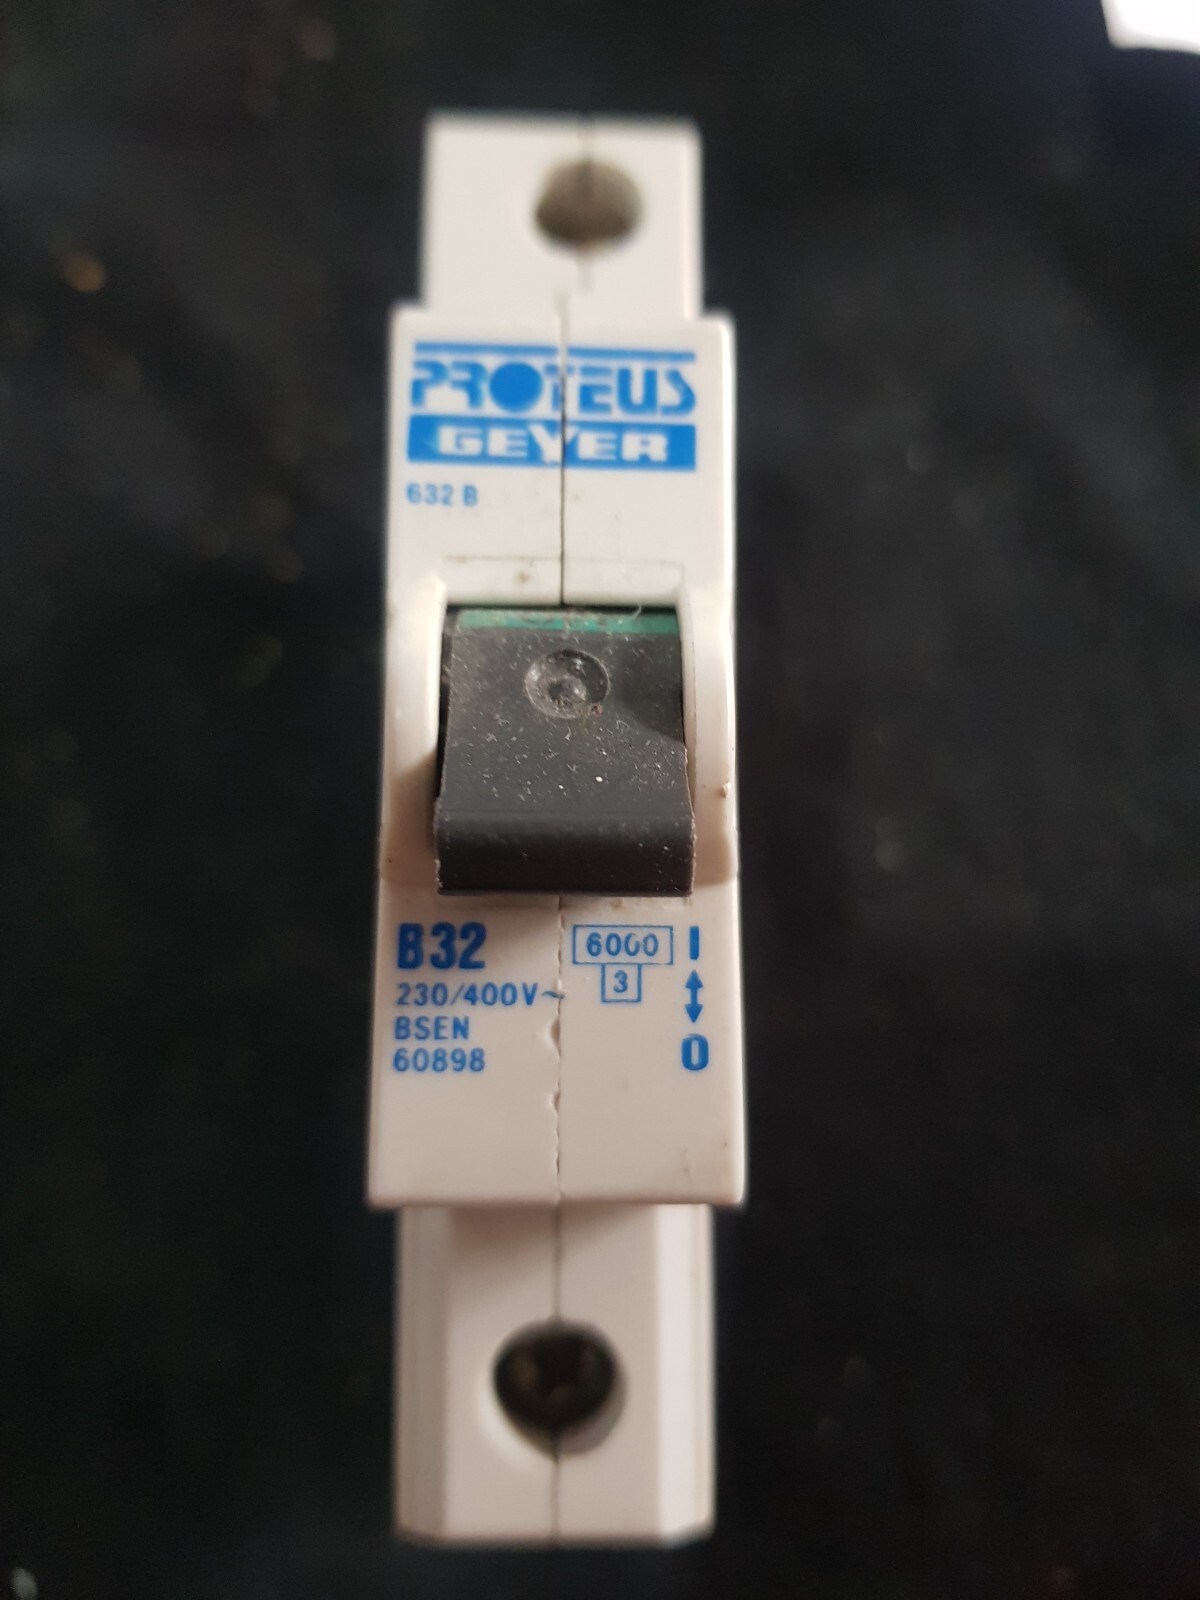 PROTEUS
GEYER
632 B
B32
230/400V~
BSEN
60898
6000
3
I
0